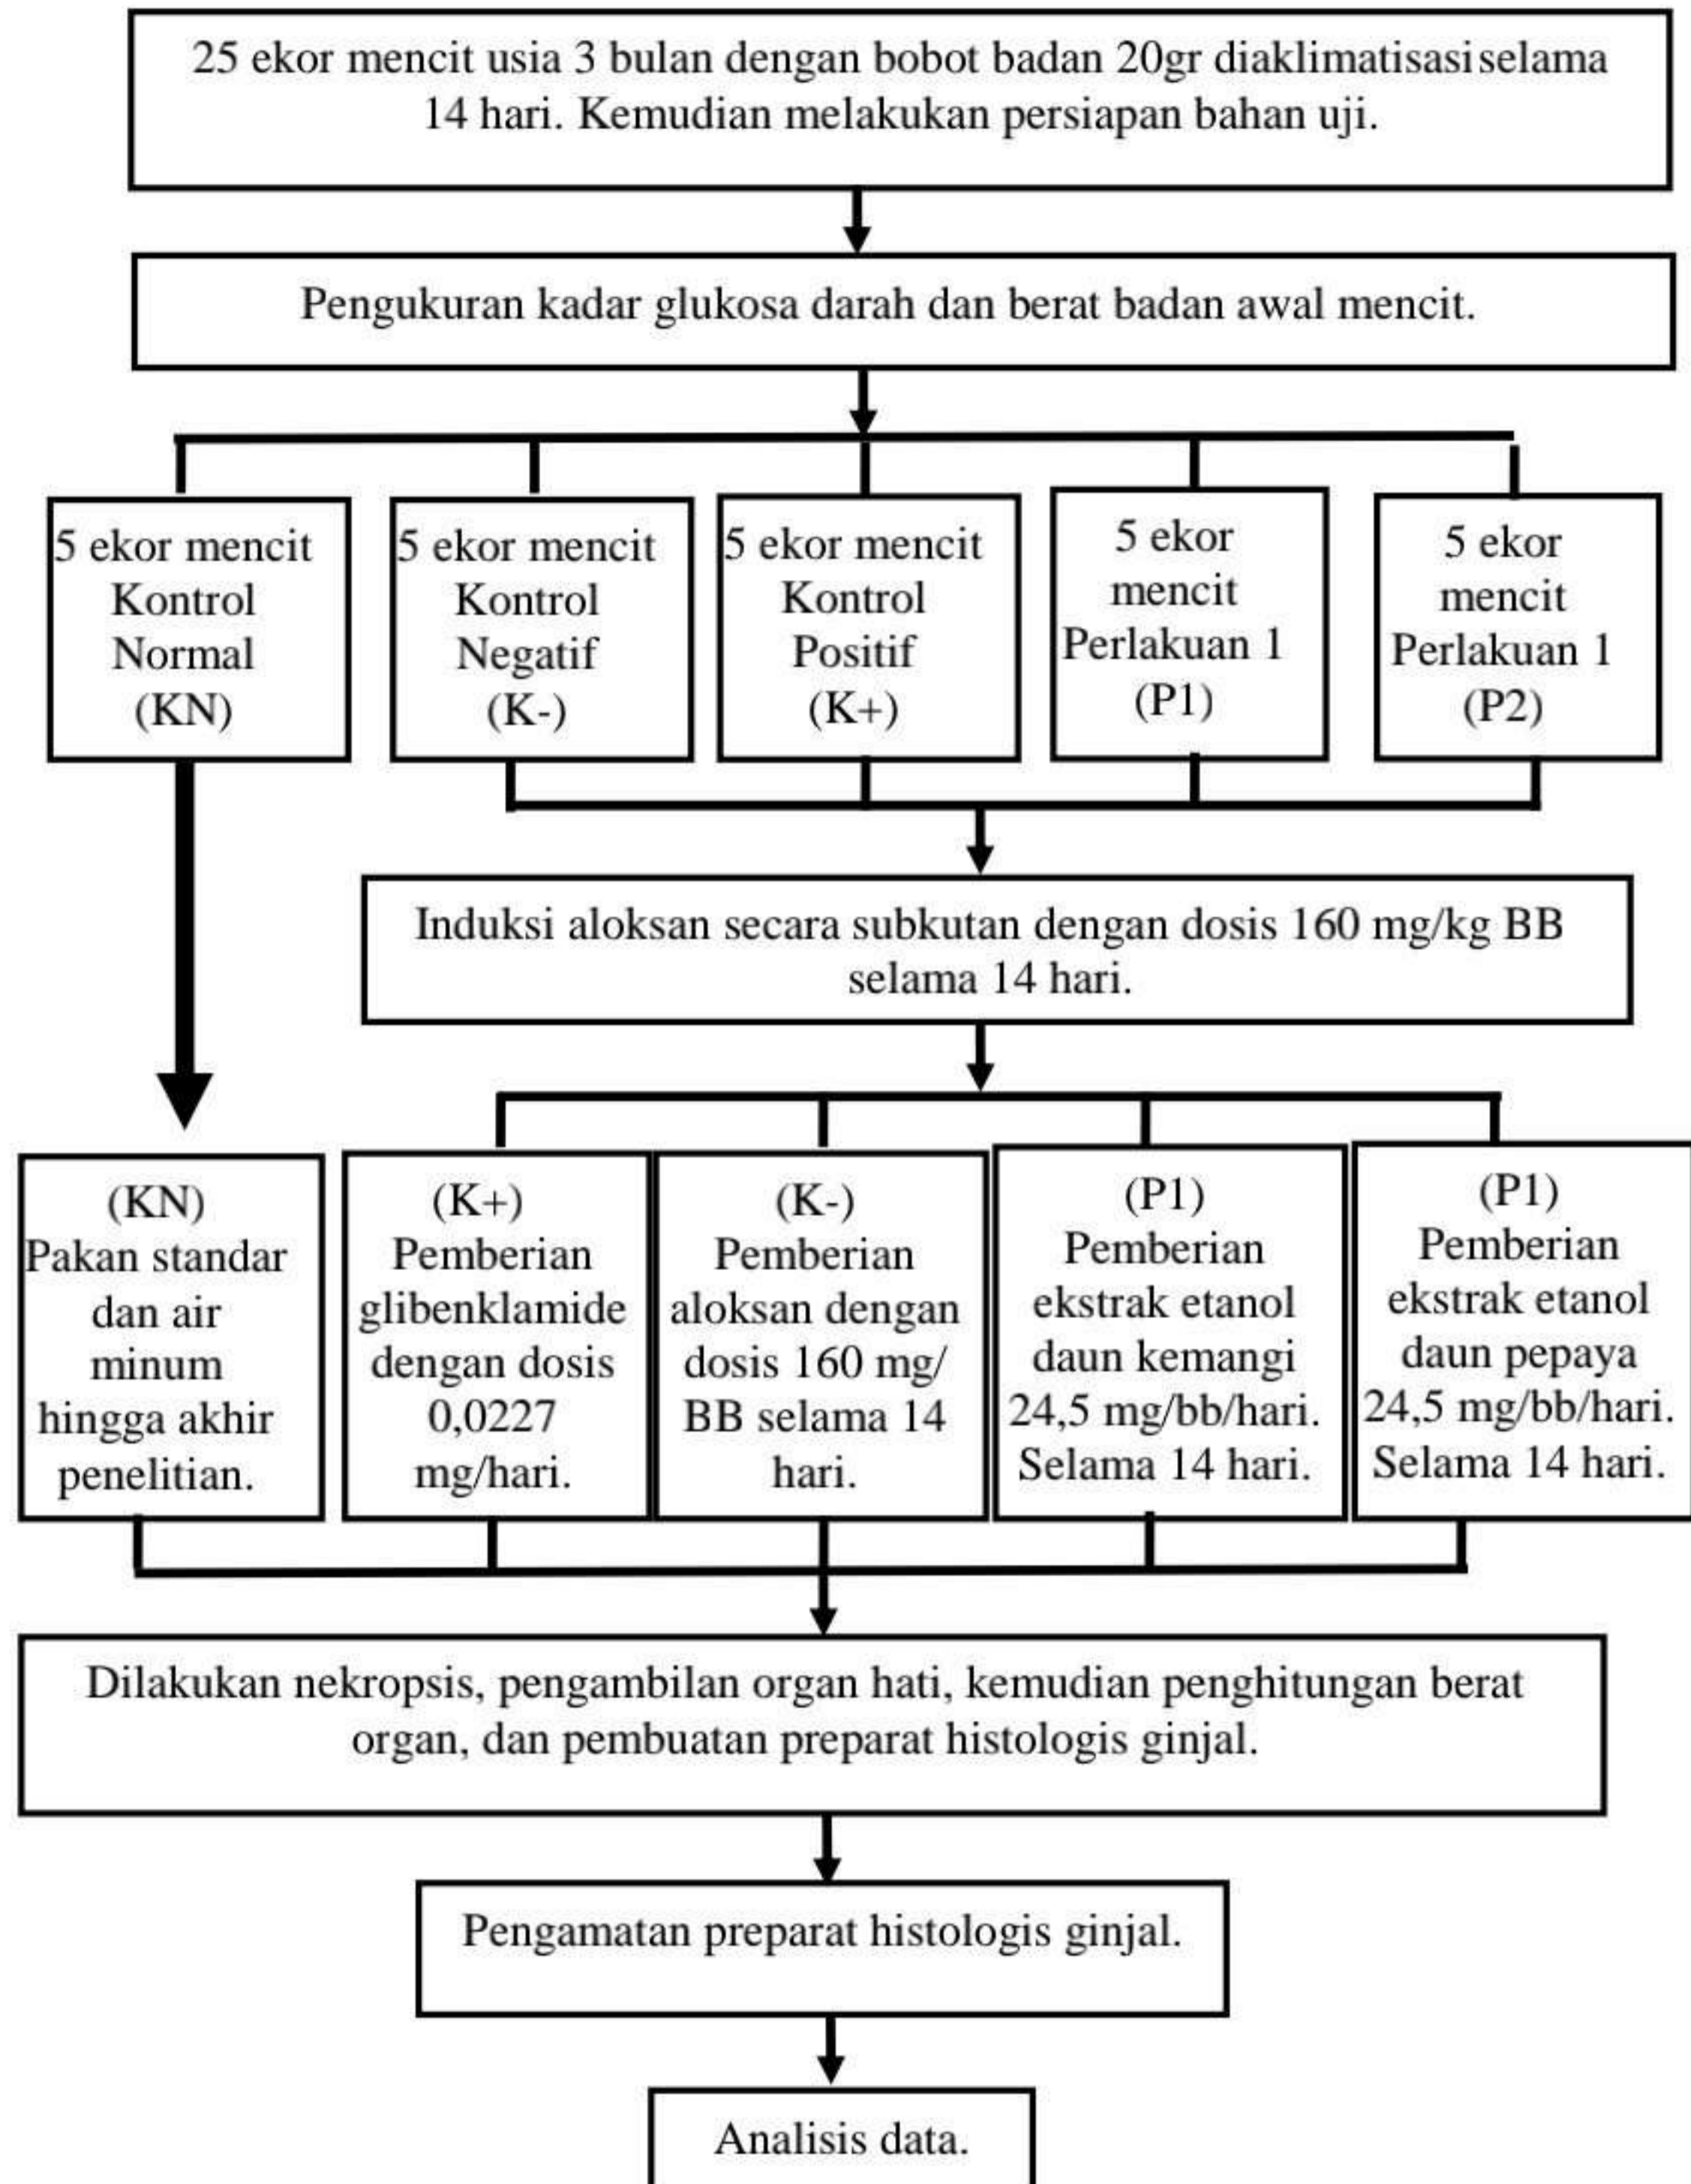 25 ekor mencit usia 3 bulan dengan bobot badan 20gr diaklimatisasi selama
14 hari. Kemudian melakukan persiapan bahan uji.
Pengukuran kadar glukosa darah dan berat badan awal mencit.
5 ekor mencit
Kontrol
Normal
(KN)
5 ekor mencit
Kontrol
Negatif
(K-)
5 ekor mencit
Kontrol
Positif
(K+)
5 ekor
mencit
Perlakuan 1
(P1)
5 ekor
mencit
Perlakuan 1
(P2)
Induksi aloksan secara subkutan dengan dosis 160 mg/kg BB
selama 14 hari.
(KN)
Pakan standar
dan air
minum
hingga akhir
penelitian.
(K+)
Pemberian
glibenklamide
dengan dosis
0,0227
mg/hari.
(K-)
Pemberian
aloksan dengan
dosis 160 mg/
BB selama 14
hari.
(P1)
Pemberian
ekstrak etanol
daun kemangi
24,5 mg/bb/hari.
Selama 14 hari.
(P1)
Pemberian
ekstrak etanol
daun pepaya
24,5 mg/bb/hari.
Selama 14 hari.
Dilakukan nekropsis, pengambilan organ hati, kemudian penghitungan berat
organ, dan pembuatan preparat histologis ginjal.
Pengamatan preparat histologis ginjal.
Analisis data.